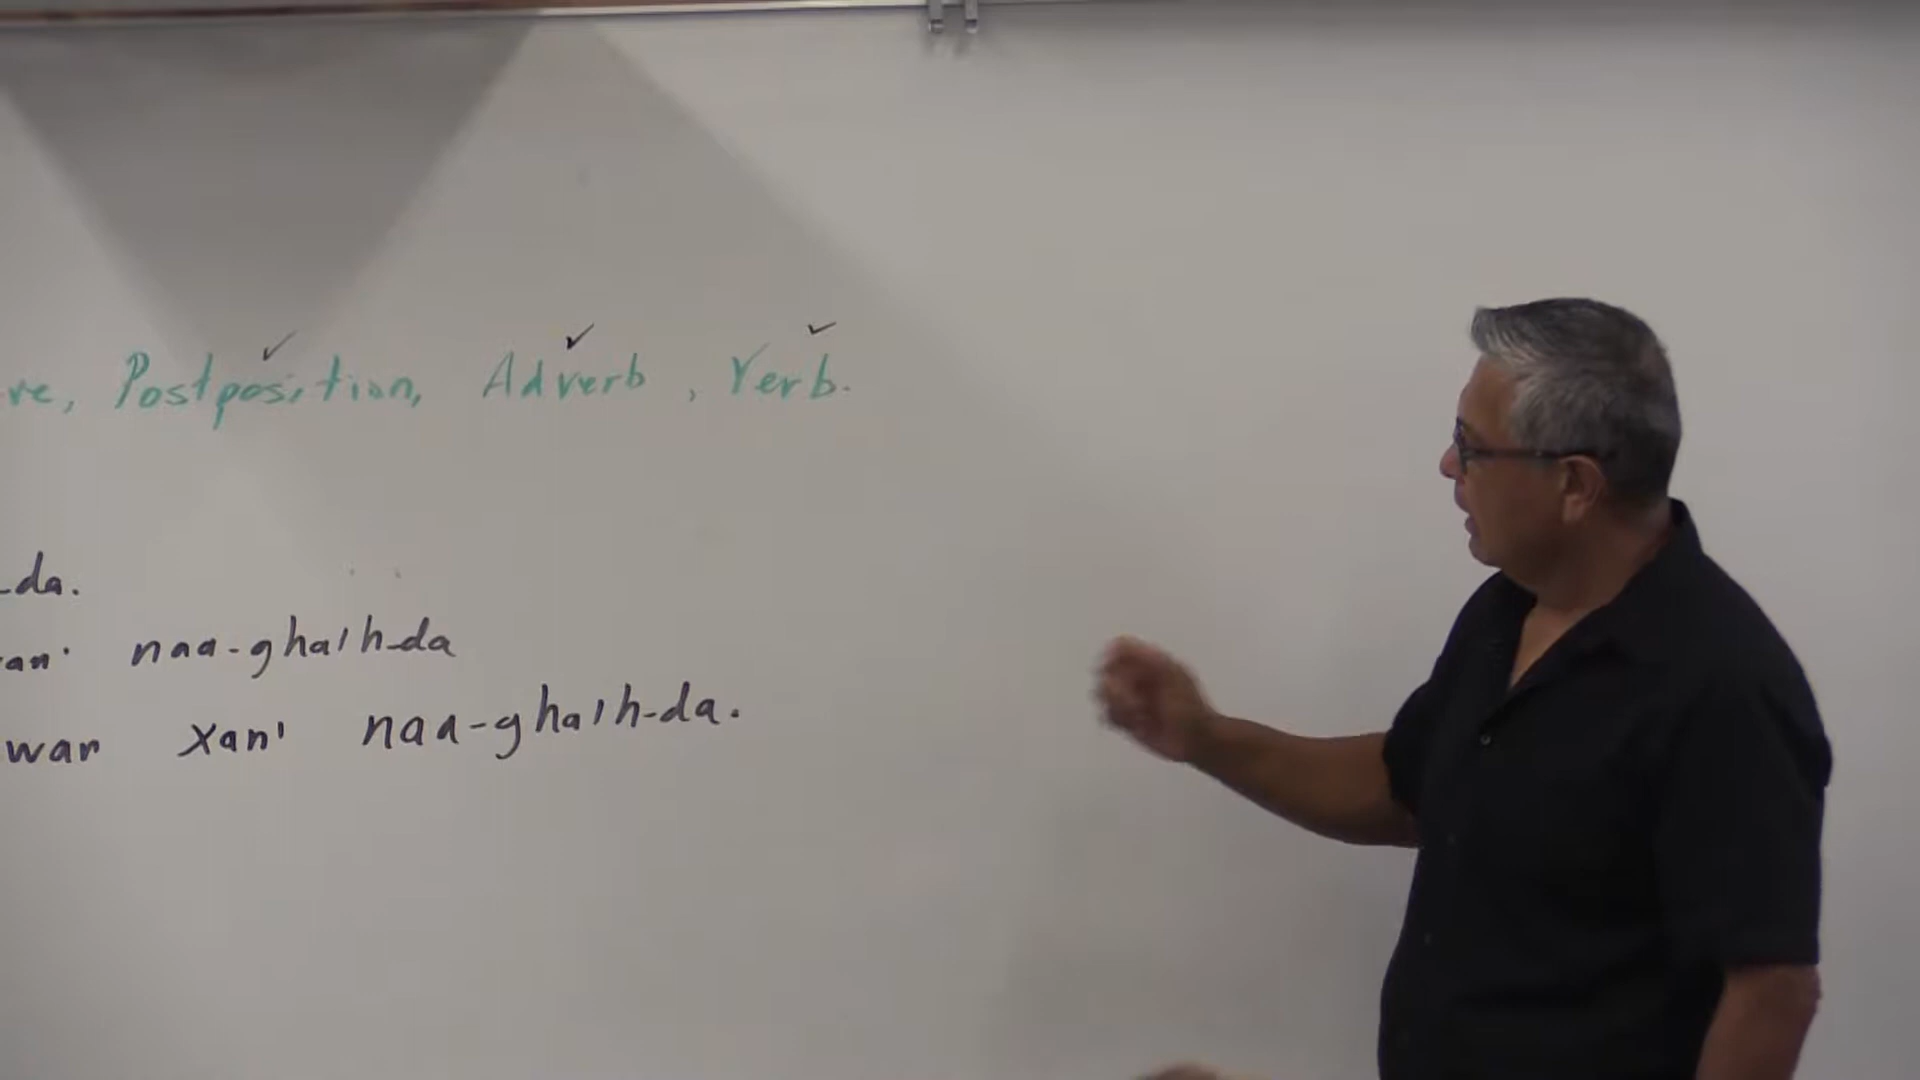 re, Postposition, Adverb, Verb.
-da.
an' naa-ghalh-da
war xan' naa-ghalh-da.